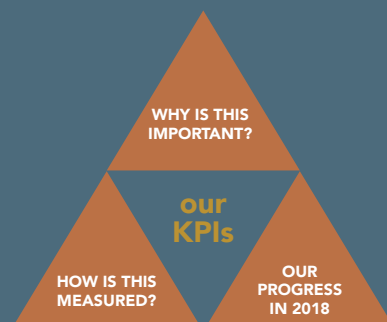 WHY IS THIS
IMPORTANT?
our
KPIs
HOW IS THIS
MEASURED?
OUR
PROGRESS
IN 2018